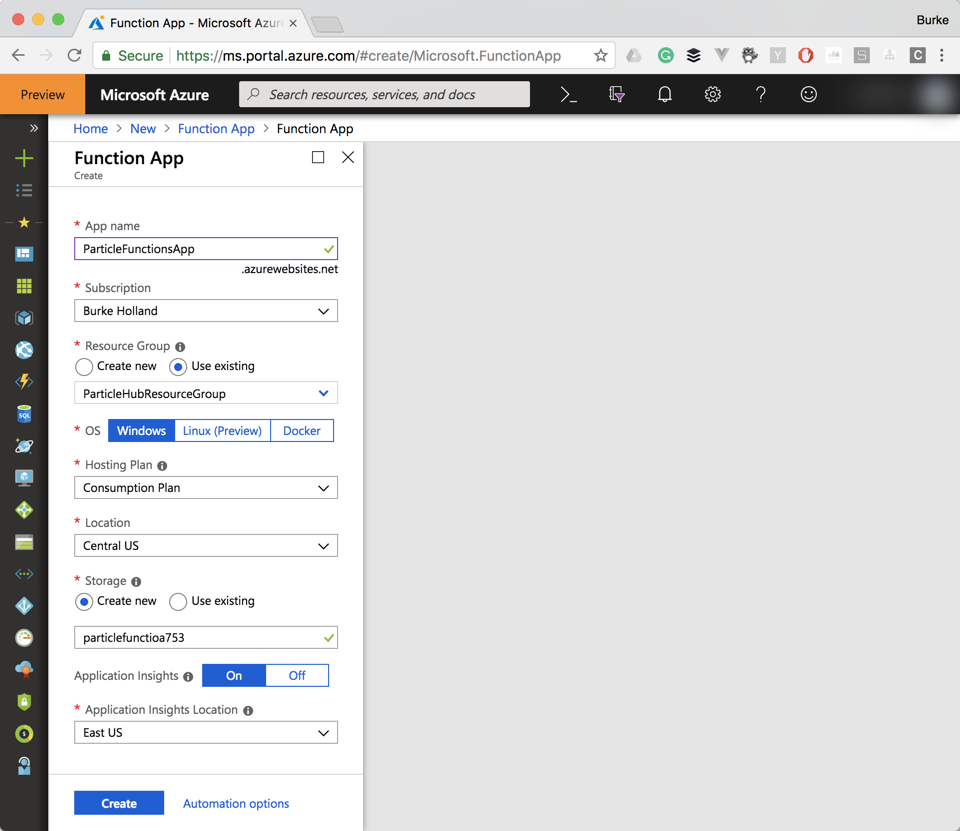 Function App - Microsoft Azur
Burke
Secure
https://ms.portal.azure.com/#create/Microsoft.FunctionApp
Preview
Microsoft Azure
Search resources, services, and docs
Home > New > Function App > Function App
Function App
Create
* App name
ParticleFunctionsApp
.azurewebsites.net
* Subscription
Burke Holland
* Resource Group
Create new Use existing
ParticleHubResourceGroup
* OS Windows Linux (Preview) Docker
* Hosting Plan
Consumption Plan
* Location
Central US
* Storage
Create new Use existing
particlefunctioa753
Application Insights On Off
* Application Insights Location
East US
Create Automation options